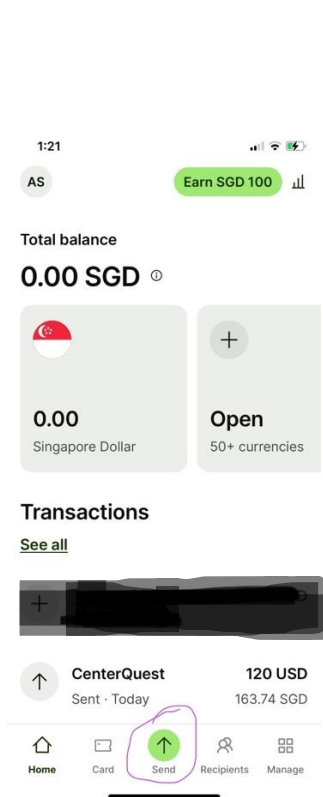 1:21
AS
Earn SGD 100
Total balance
0.00 SGD
0.00
Singapore Dollar
Open
50+ currencies
Transactions
See all
CenterQuest
120 USD
Sent · Today
163.74 SGD
Home
Card
Send
Recipients
Manage